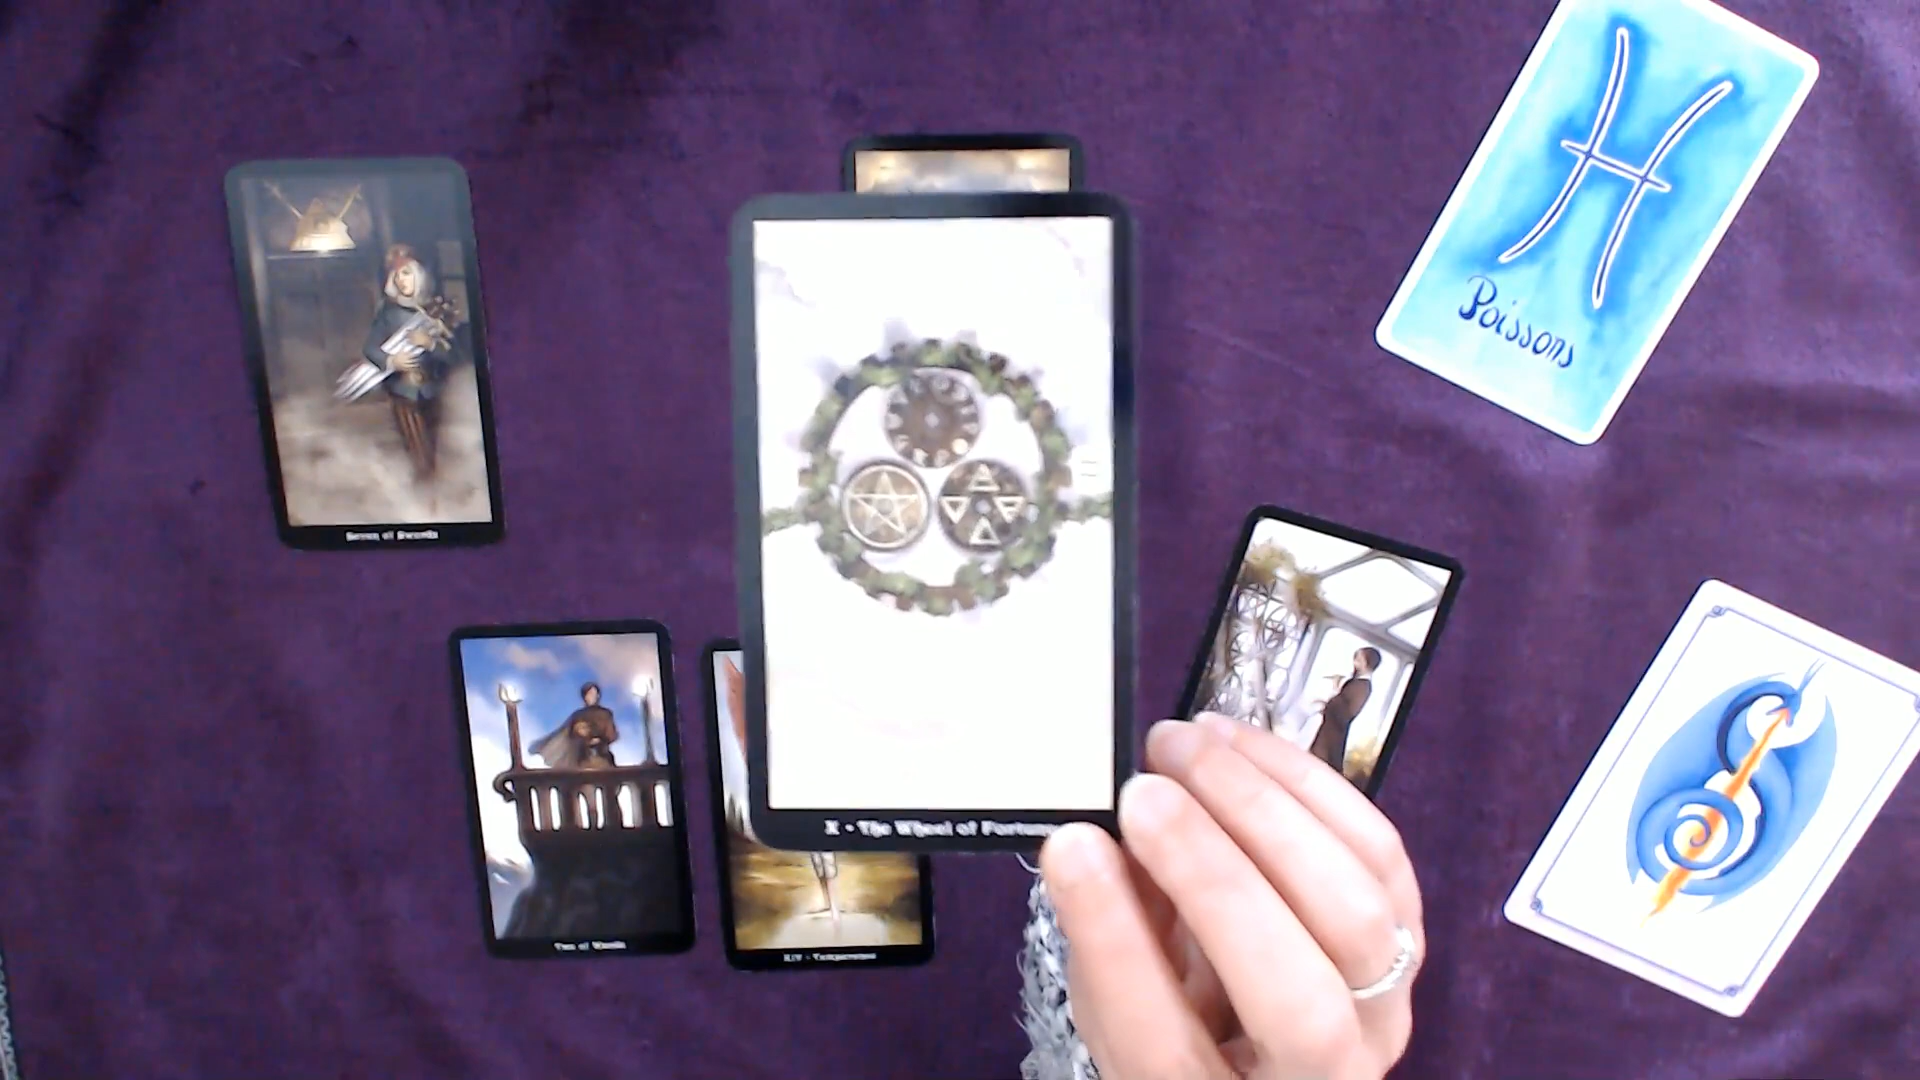 Poissons
Seven of Swords
X • The Wheel of Fortune
Two of Wands
XIV • Temperance